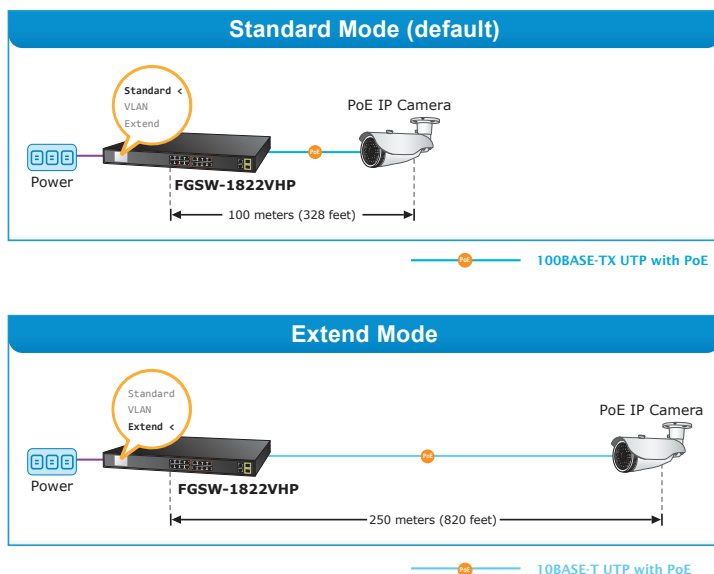 Standard Mode (default)
Standard <
VLAN
Extend
PoE IP Camera
PoE
Power
FGSW-1822VHP
100 meters (328 feet)
PoE
100BASE-TX UTP with PoE
Extend Mode
Standard
VLAN
Extend <
PoE IP Camera
PoE
Power
FGSW-1822VHP
250 meters (820 feet)
PoE
10BASE-T UTP with PoE